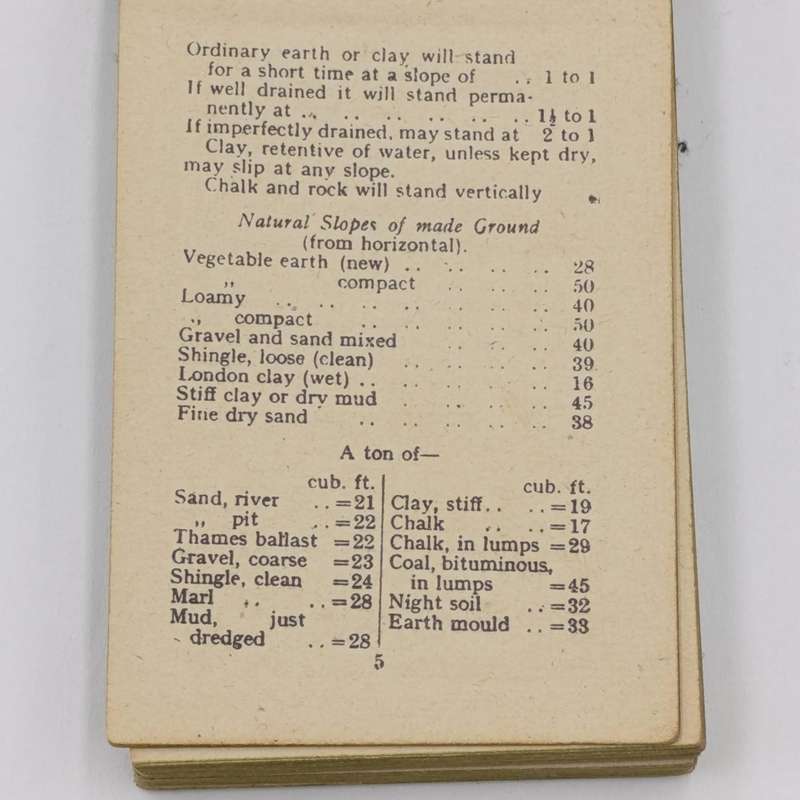 Ordinary earth or clay will stand
for a short time at a slope of .. 1 to 1
If well drained it will stand perma-
nently at .. .. .. .. .. .. 1½ to 1
If imperfectly drained, may stand at 2 to 1
Clay, retentive of water, unless kept dry,
may slip at any slope.
Chalk and rock will stand vertically
Natural Slopes of made Ground
(from horizontal).
Vegetable earth (new) .. .. .. .. 28
,, compact .. .. .. 50
Loamy .. .. .. .. .. .. 40
,, compact .. .. .. .. 50
Gravel and sand mixed .. .. .. 40
Shingle, loose (clean) .. .. .. .. 39
London clay (wet) .. .. .. .. .. 16
Stiff clay or dry mud .. .. .. .. 45
Fine dry sand .. .. .. .. .. 38
A ton of—
cub. ft.
Sand, river .. =21
,, pit .. =22
Thames ballast =22
Gravel, coarse =23
Shingle, clean =24
Marl .. .. =28
Mud, just
dredged .. =28
cub. ft.
Clay, stiff .. .. =19
Chalk .. .. =17
Chalk, in lumps =29
Coal, bituminous,
in lumps =45
Night soil .. =32
Earth mould .. =33
5